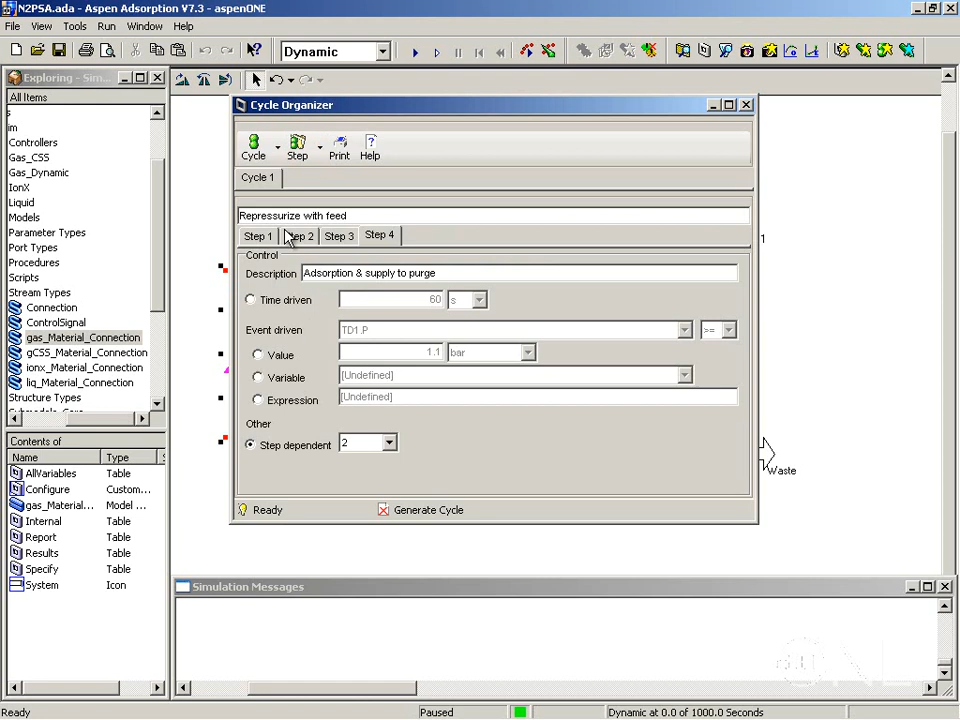 N2PSA.ada - Aspen Adsorption V7.3 - aspenONE
File View Tools Run Window Help
Dynamic
Exploring - Sim...
All Items
s
im
Controllers
Gas_CSS
Gas_Dynamic
IonX
Liquid
Models
Parameter Types
Port Types
Procedures
Scripts
Stream Types
Connection
ControlSignal
gas_Material_Connection
gCSS_Material_Connection
ionx_Material_Connection
liq_Material_Connection
Structure Types
Contents of
Name Type
AllVariables Table
Configure Custom...
gas_Material... Model ...
Internal Table
Report Table
Results Table
Specify Table
System Icon
Cycle Organizer
Cycle Step Print Help
Cycle 1
Repressurize with feed
Step 1 Step 2 Step 3 Step 4
Control
Description Adsorption & supply to purge
Time driven 60 s
Event driven TD1.P >=
Value 1.1 bar
Variable [Undefined]
Expression [Undefined]
Other
Step dependent 2
Ready Generate Cycle
1
Waste
Simulation Messages
Ready Paused Dynamic at 0.0 of 1000.0 Seconds